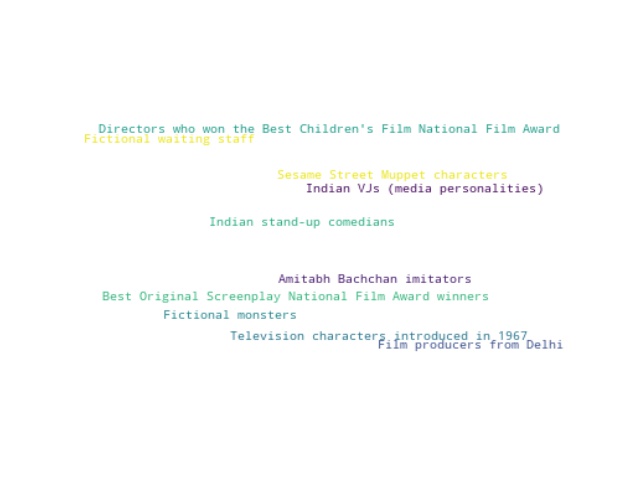 Directors who won the Best Children's Film National Film Award
Fictional waiting staff
Sesame Street Muppet characters
Indian VJs (media personalities)
Indian stand-up comedians
Amitabh Bachchan imitators
Best Original Screenplay National Film Award winners
Fictional monsters
Television characters introduced in 1967
Film producers from Delhi